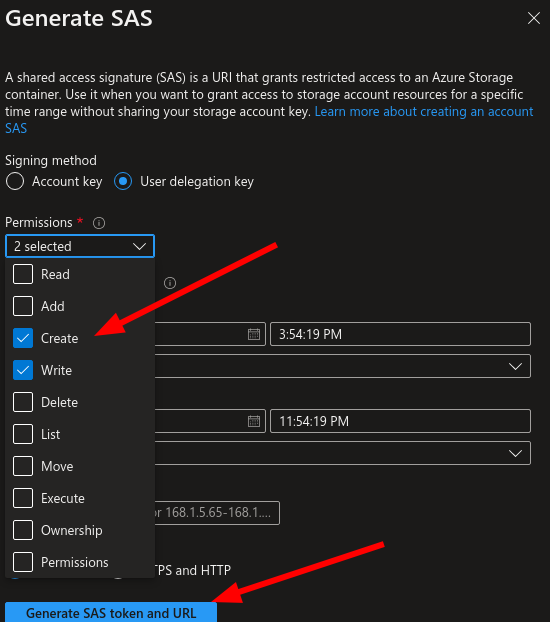 Generate SAS
A shared access signature (SAS) is a URI that grants restricted access to an Azure Storage
container. Use it when you want to grant access to storage account resources for a specific
time range without sharing your storage account key. Learn more about creating an account
SAS
Signing method
Account key
User delegation key
Permissions *
2 selected
Read
Add
Create
3:54:19 PM
Write
Delete
11:54:19 PM
List
Move
Execute
or 168.1.5.65-168.1....
Ownership
Permissions
TPS and HTTP
Generate SAS token and URL